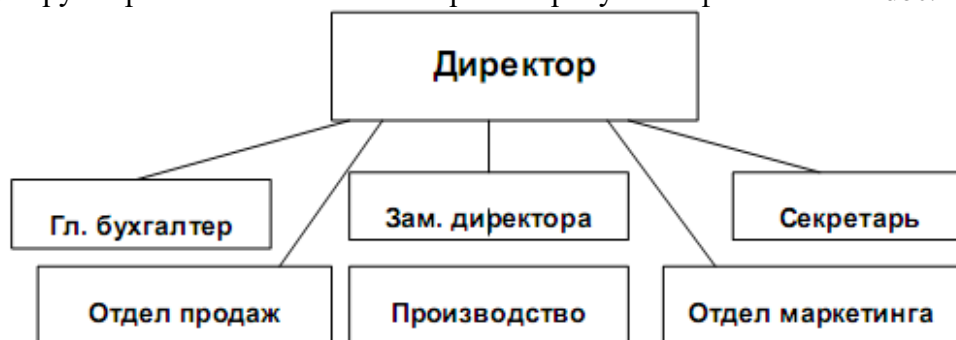 Директор
Гл. бухгалтер
Зам. директора
Секретарь
Отдел продаж
Производство
Отдел маркетинга